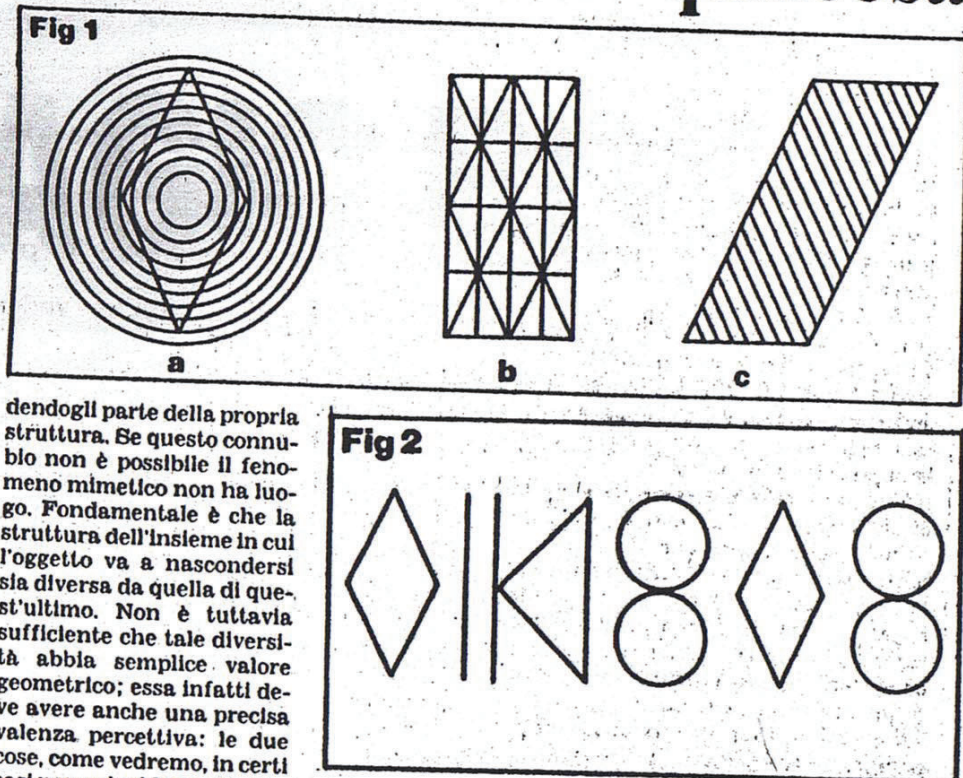 Fig 1
a
b
c
dendogli parte della propria
struttura. Se questo connu-
bio non è possibile il feno-
meno mimetico non ha luo-
go. Fondamentale è che la
struttura dell'insieme in cui
l'oggetto va a nascondersi
sia diversa da quella di que-
st'ultimo. Non è tuttavia
sufficiente che tale diversi-
tà abbia semplice valore
geometrico; essa infatti de-
ve avere anche una precisa
valenza percettiva: le due
cose, come vedremo, in certi
Fig 2